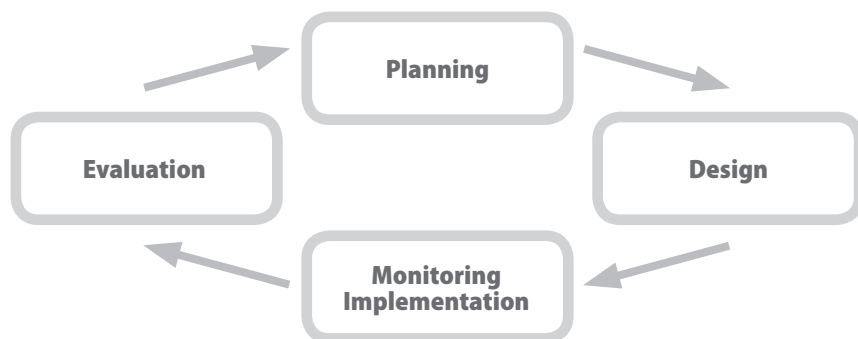 Planning
Evaluation
Design
Monitoring
Implementation